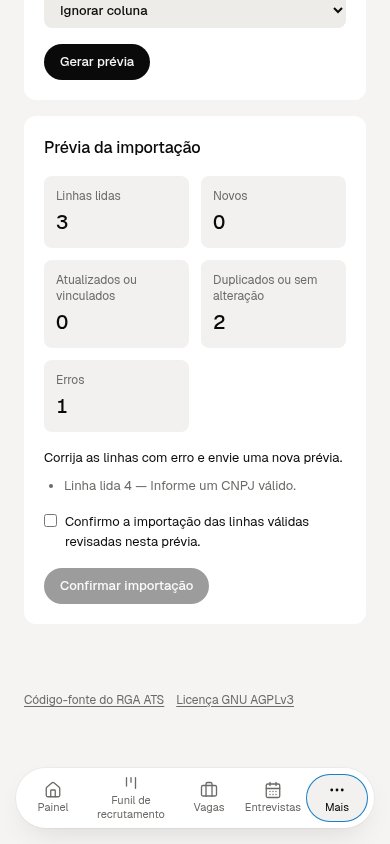 Ignorar coluna
Gerar prévia
Prévia da importação
Linhas lidas
3
Novos
0
Atualizados ou
vinculados
0
Duplicados ou sem
alteração
2
Erros
1
Corrija as linhas com erro e envie uma nova prévia.
• Linha lida 4 — Informe um CNPJ válido.
Confirmo a importação das linhas válidas
revisadas nesta prévia.
Confirmar importação
Código-fonte do RGA ATS Licença GNU AGPLv3
Painel
Funil de
recrutamento
Vagas
Entrevistas
Mais